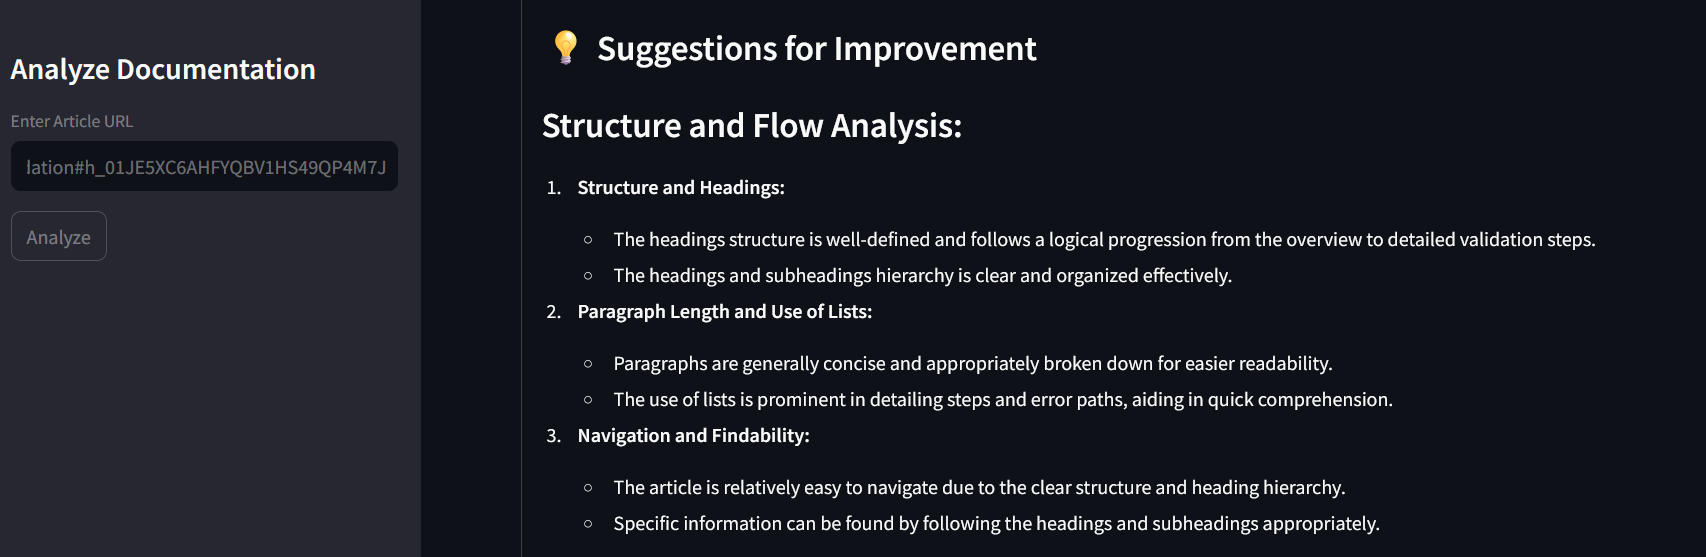 Analyze Documentation
Enter Article URL
lation#h_01JE5XC6AHFYQBV1HS49QP4M7J
Analyze
💡 Suggestions for Improvement
Structure and Flow Analysis:
1. Structure and Headings:
○ The headings structure is well-defined and follows a logical progression from the overview to detailed validation steps.
○ The headings and subheadings hierarchy is clear and organized effectively.
2. Paragraph Length and Use of Lists:
○ Paragraphs are generally concise and appropriately broken down for easier readability.
○ The use of lists is prominent in detailing steps and error paths, aiding in quick comprehension.
3. Navigation and Findability:
○ The article is relatively easy to navigate due to the clear structure and heading hierarchy.
○ Specific information can be found by following the headings and subheadings appropriately.